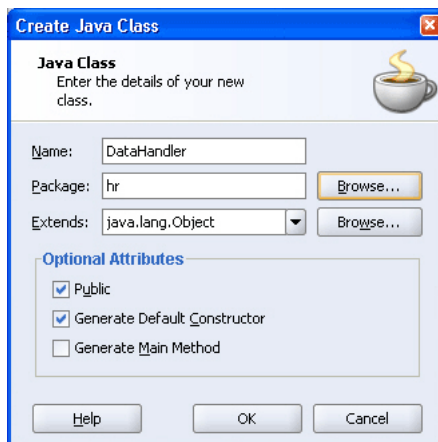 Create Java Class
Java Class
Enter the details of your new
class.
Name: DataHandler
Package: hr Browse...
Extends: java.lang.Object Browse...
Optional Attributes
Public
Generate Default Constructor
Generate Main Method
Help OK Cancel